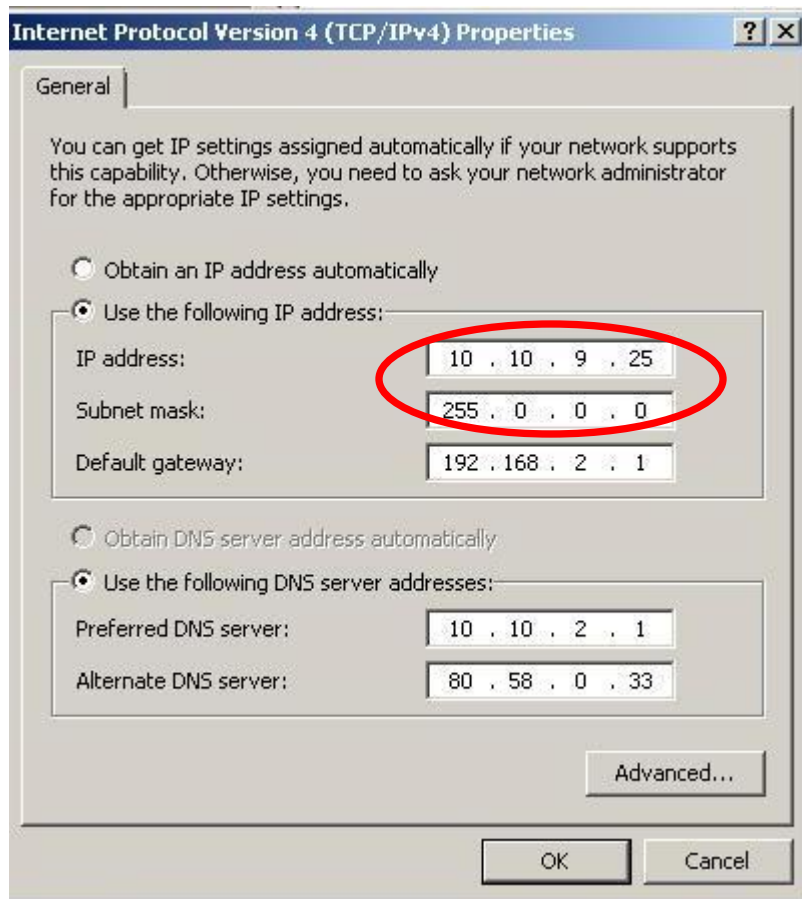 Internet Protocol Version 4 (TCP/IPv4) Properties
General
You can get IP settings assigned automatically if your network supports
this capability. Otherwise, you need to ask your network administrator
for the appropriate IP settings.
Obtain an IP address automatically
Use the following IP address:
IP address: 10 . 10 . 9 . 25
Subnet mask: 255 . 0 . 0 . 0
Default gateway: 192 . 168 . 2 . 1
Obtain DNS server address automatically
Use the following DNS server addresses:
Preferred DNS server: 10 . 10 . 2 . 1
Alternate DNS server: 80 . 58 . 0 . 33
Advanced...
OK Cancel